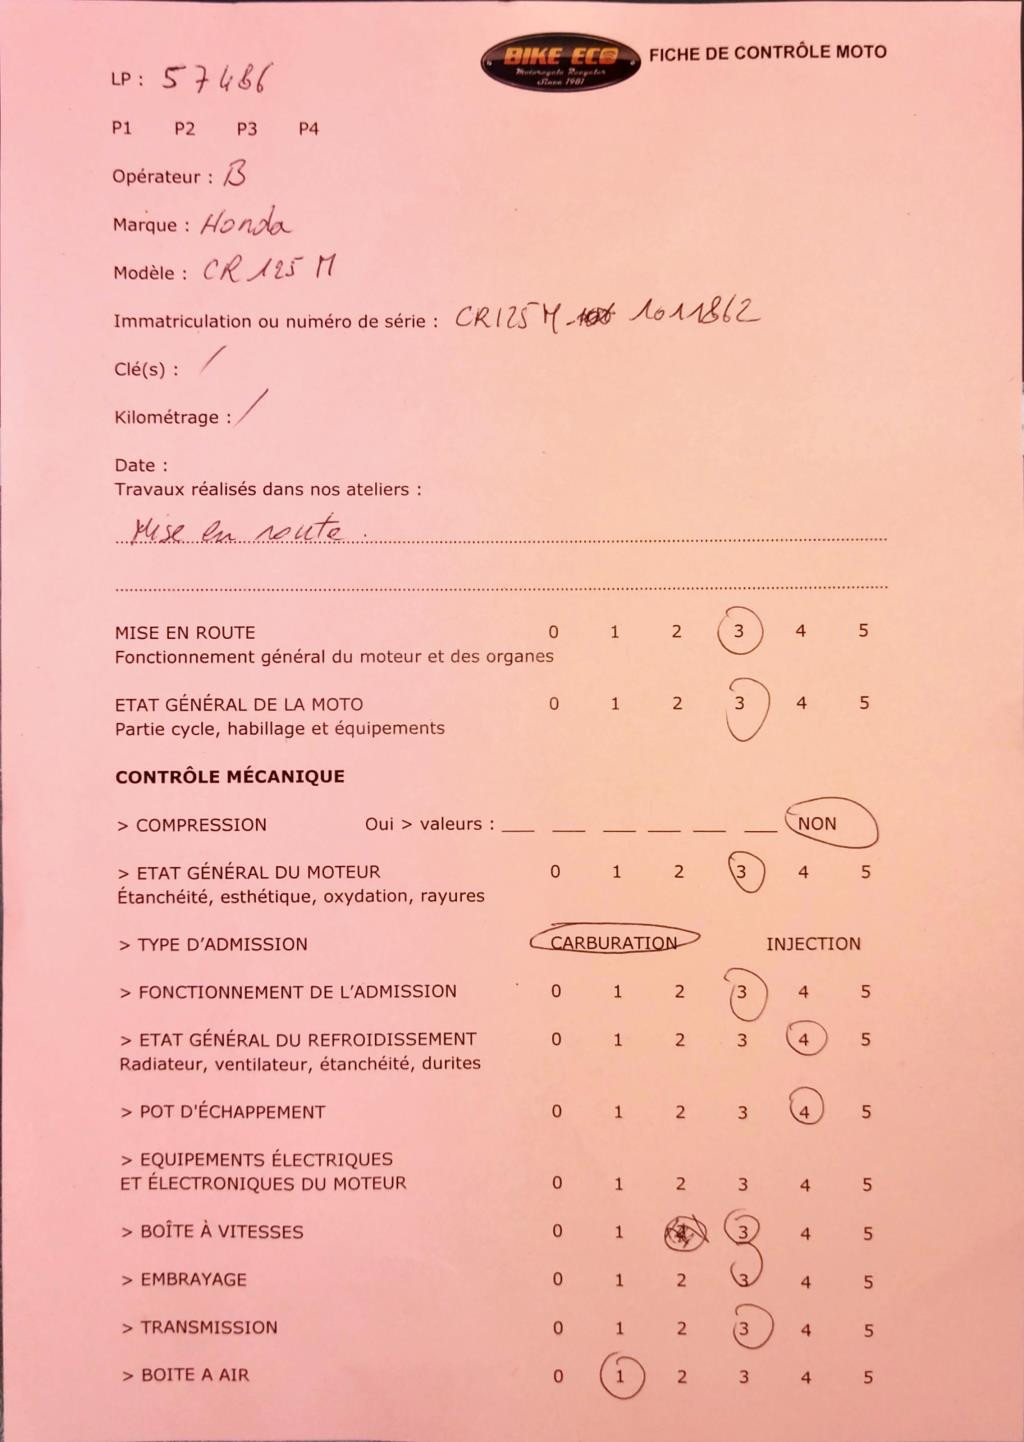 BIKE ECO
Motorcycle Recycler
Since 1981
FICHE DE CONTRÔLE MOTO
LP : 57486
P1 P2 P3 P4
Opérateur : B
Marque : Honda
Modèle : CR 125 M
Immatriculation ou numéro de série : CR125M - 1011862
Clé(s) : /
Kilométrage : /
Date :
Travaux réalisés dans nos ateliers :
Mise en route.
MISE EN ROUTE 0 1 2 3 4 5
Fonctionnement général du moteur et des organes
ETAT GÉNÉRAL DE LA MOTO 0 1 2 3 4 5
Partie cycle, habillage et équipements
CONTRÔLE MÉCANIQUE
> COMPRESSION Oui > valeurs : ___ ___ ___ ___ ___ ___ NON
> ETAT GÉNÉRAL DU MOTEUR 0 1 2 3 4 5
Étanchéité, esthétique, oxydation, rayures
> TYPE D'ADMISSION CARBURATION INJECTION
> FONCTIONNEMENT DE L'ADMISSION 0 1 2 3 4 5
> ETAT GÉNÉRAL DU REFROIDISSEMENT 0 1 2 3 4 5
Radiateur, ventilateur, étanchéité, durites
> POT D'ÉCHAPPEMENT 0 1 2 3 4 5
> EQUIPEMENTS ÉLECTRIQUES
ET ÉLECTRONIQUES DU MOTEUR 0 1 2 3 4 5
> BOÎTE À VITESSES 0 1 3 4 5
> EMBRAYAGE 0 1 2 3 4 5
> TRANSMISSION 0 1 2 3 4 5
> BOITE A AIR 0 1 2 3 4 5